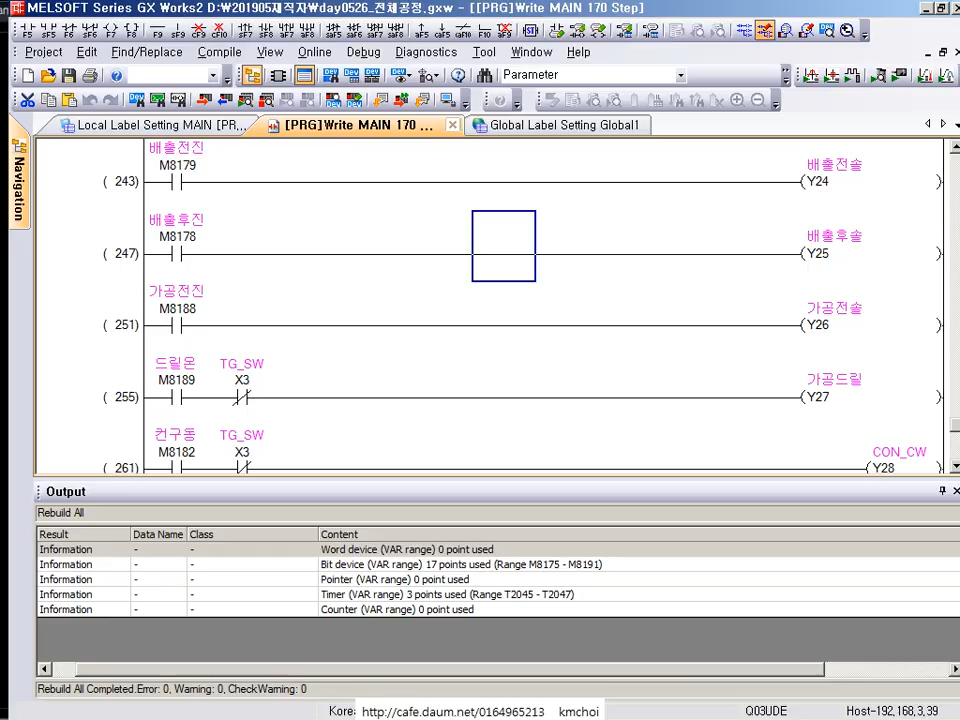 MELSOFT Series GX Works2 D:₩201905재직자₩day0526_전체공정.gxw - [[PRG]Write MAIN 170 Step]
Project Edit Find/Replace Compile View Online Debug Diagnostics Tool Window Help
Parameter
Local Label Setting MAIN [PR,... [PRG]Write MAIN 170 ... Global Label Setting Global1
Navigation
배출전진 배출전솔
M8179
( 243) Y24
배출후진 배출후솔
M8178
( 247) Y25
가공전진 가공전솔
M8188
( 251) Y26
드릴온 TG_SW 가공드릴
M8189 X3
( 255) Y27
컨구동 TG_SW CON_CW
M8182 X3
( 261) Y28
Output
Rebuild All
Result Data Name Class Content
Information - - Word device (VAR range) 0 point used
Information - - Bit device (VAR range) 17 points used (Range M8175 - M8191)
Information - - Pointer (VAR range) 0 point used
Information - - Timer (VAR range) 3 points used (Range T2045 - T2047)
Information - - Counter (VAR range) 0 point used
Rebuild All Completed.Error: 0, Warning: 0, CheckWarning: 0
Kore: http://cafe.daum.net/0164965213 kmchoi Q03UDE Host-192,168,3,39